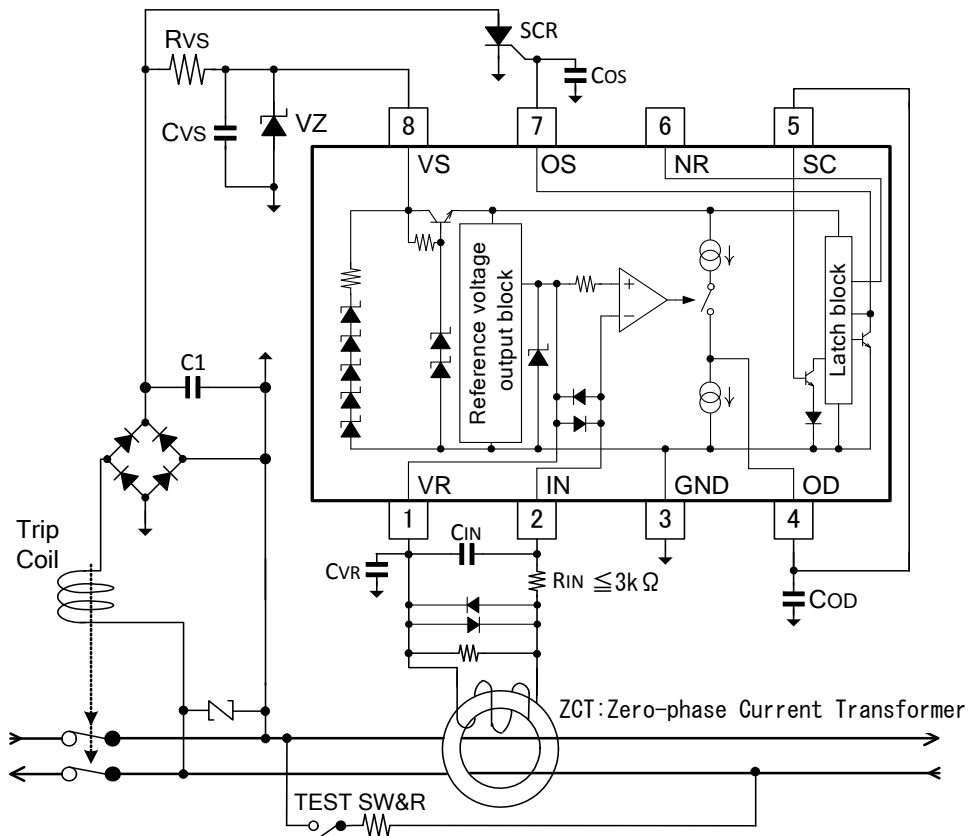 SCR
RVS
COS
CVS
VZ
8
7
6
5
VS
OS
NR
SC
Reference voltage
output block
+
−
Latch block
C1
VR
IN
GND
OD
1
2
3
4
Trip
Coil
CIN
CVR
RIN ≦3kΩ
COD
ZCT:Zero-phase Current Transformer
TEST SW&R